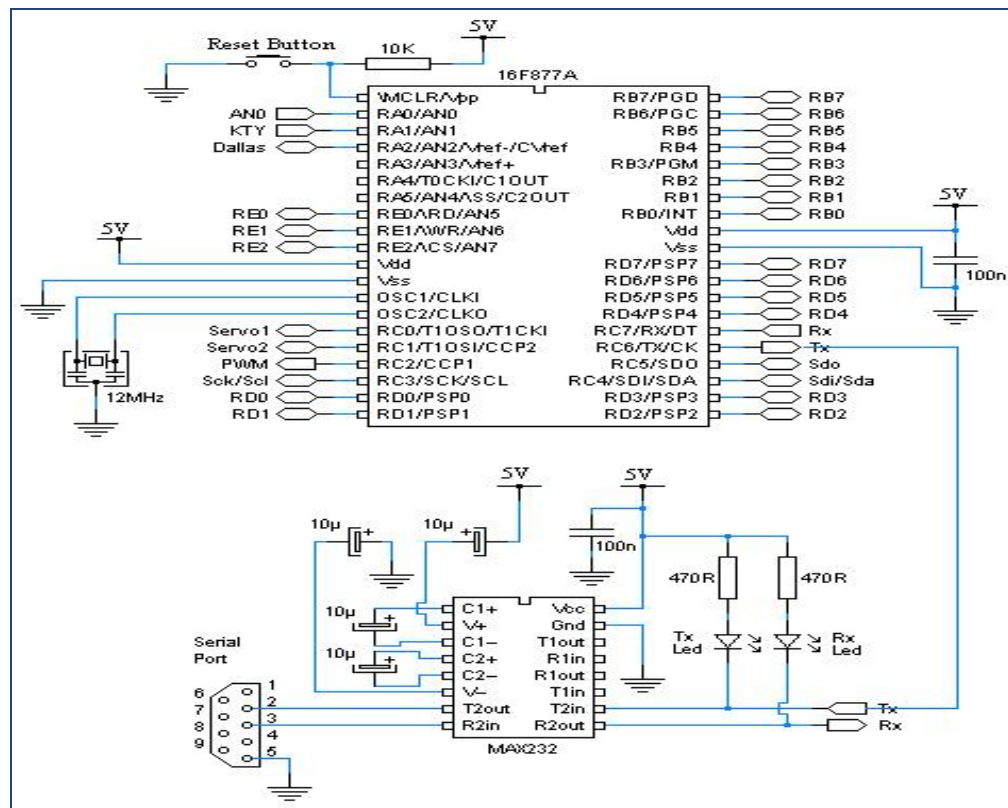 5V
Reset Button
10K
16F877A
\MCLR/Vpp
RB7/PGD
RB7
AN0
RA0/AN0
RB6/PGC
RB6
KTY
RA1/AN1
RB5
RB5
Dallas
RA2/AN2/Vref-/CVref
RB4
RB4
RA3/AN3/Vref+
RB3/PGM
RB3
RA4/T0CKI/C1OUT
RB2
RB2
RA5/AN4/\SS/C2OUT
RB1
RB1
5V
RE0
RE0/\RD/AN5
RB0/INT
RB0
5V
RE1
RE1/\WR/AN6
Vdd
RE2
RE2/\CS/AN7
Vss
Vdd
RD7/PSP7
RD7
100n
Vss
RD6/PSP6
RD6
OSC1/CLKI
RD5/PSP5
RD5
OSC2/CLKO
RD4/PSP4
RD4
Servo1
RC0/T1OSO/T1CKI
RC7/RX/DT
Rx
Servo2
RC1/T1OSI/CCP2
RC6/TX/CK
Tx
PWM
RC2/CCP1
RC5/SDO
Sdo
Sck/Scl
RC3/SCK/SCL
RC4/SDI/SDA
Sdi/Sda
12MHz
RD0
RD0/PSP0
RD3/PSP3
RD3
RD1
RD1/PSP1
RD2/PSP2
RD2
5V
5V
10µ
10µ
100n
470R
470R
10µ
C1+
Vcc
V+
Gnd
C1-
T1out
Tx
Led
Rx
Led
10µ
C2+
R1in
C2-
R1out
V-
T1in
T2out
T2in
Tx
R2in
R2out
Rx
MAX232
Serial
Port
1
6
2
7
3
8
4
9
5